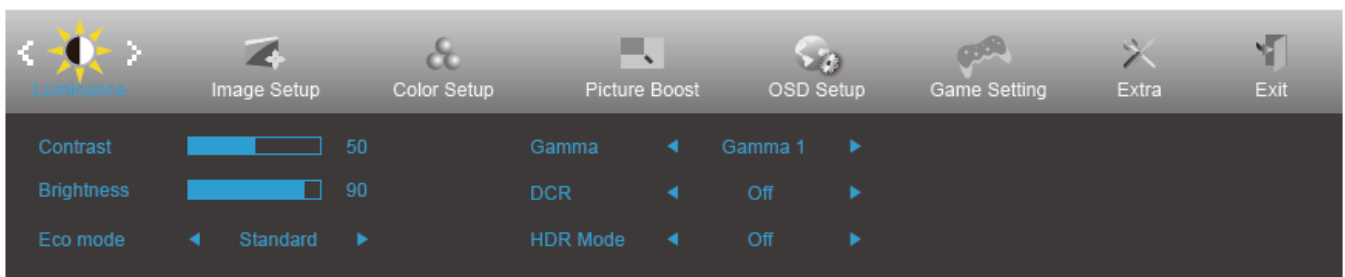 Luminance Image Setup Color Setup Picture Boost OSD Setup Game Setting Extra Exit
Contrast 50 Gamma Gamma 1
Brightness 90 DCR Off
Eco mode Standard HDR Mode Off